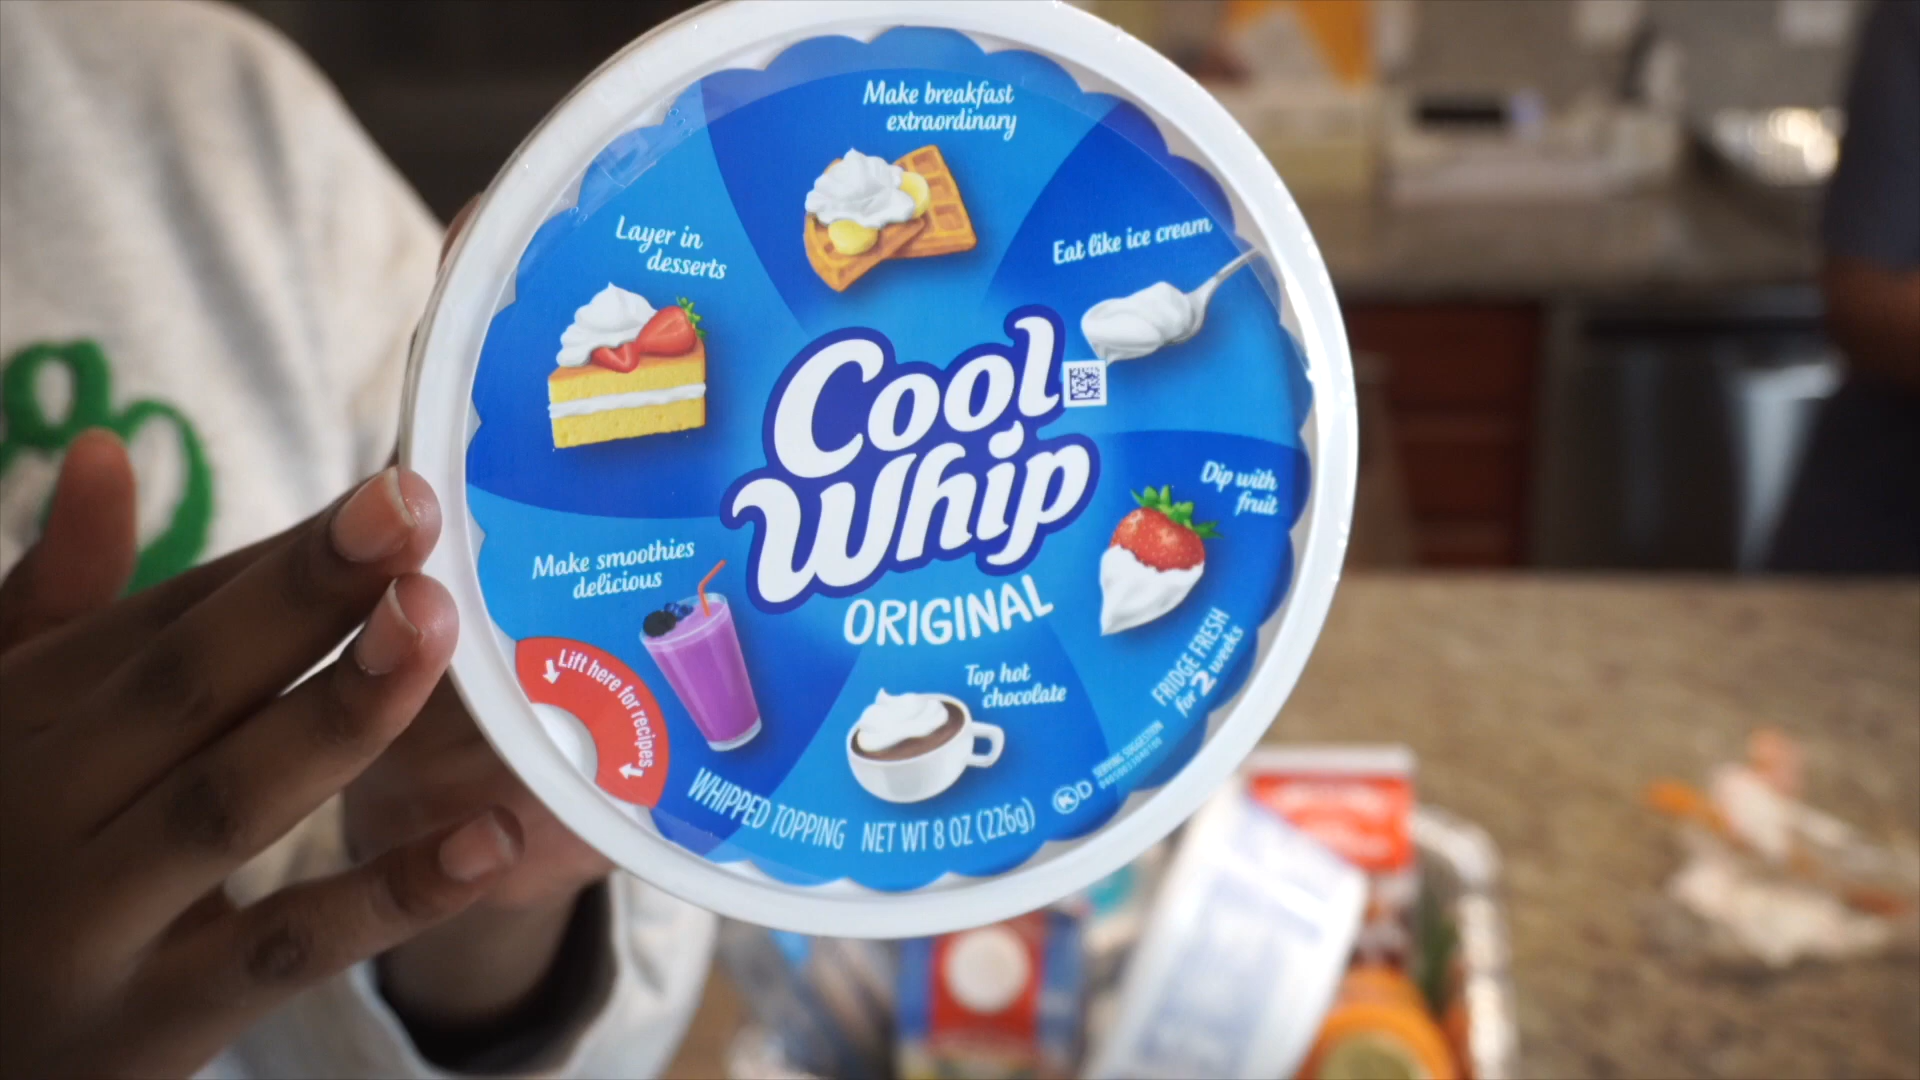 Make breakfast
extraordinary
Layer in
desserts
Eat like ice cream
Cool
Whip
ORIGINAL
Dip with
fruit
Make smoothies
delicious
Lift here for recipes
Top hot
chocolate
FRIDGE FRESH
for 2 weeks
SERVING SUGGESTION
WHIPPED TOPPING NET WT 8 OZ (226g)
K D